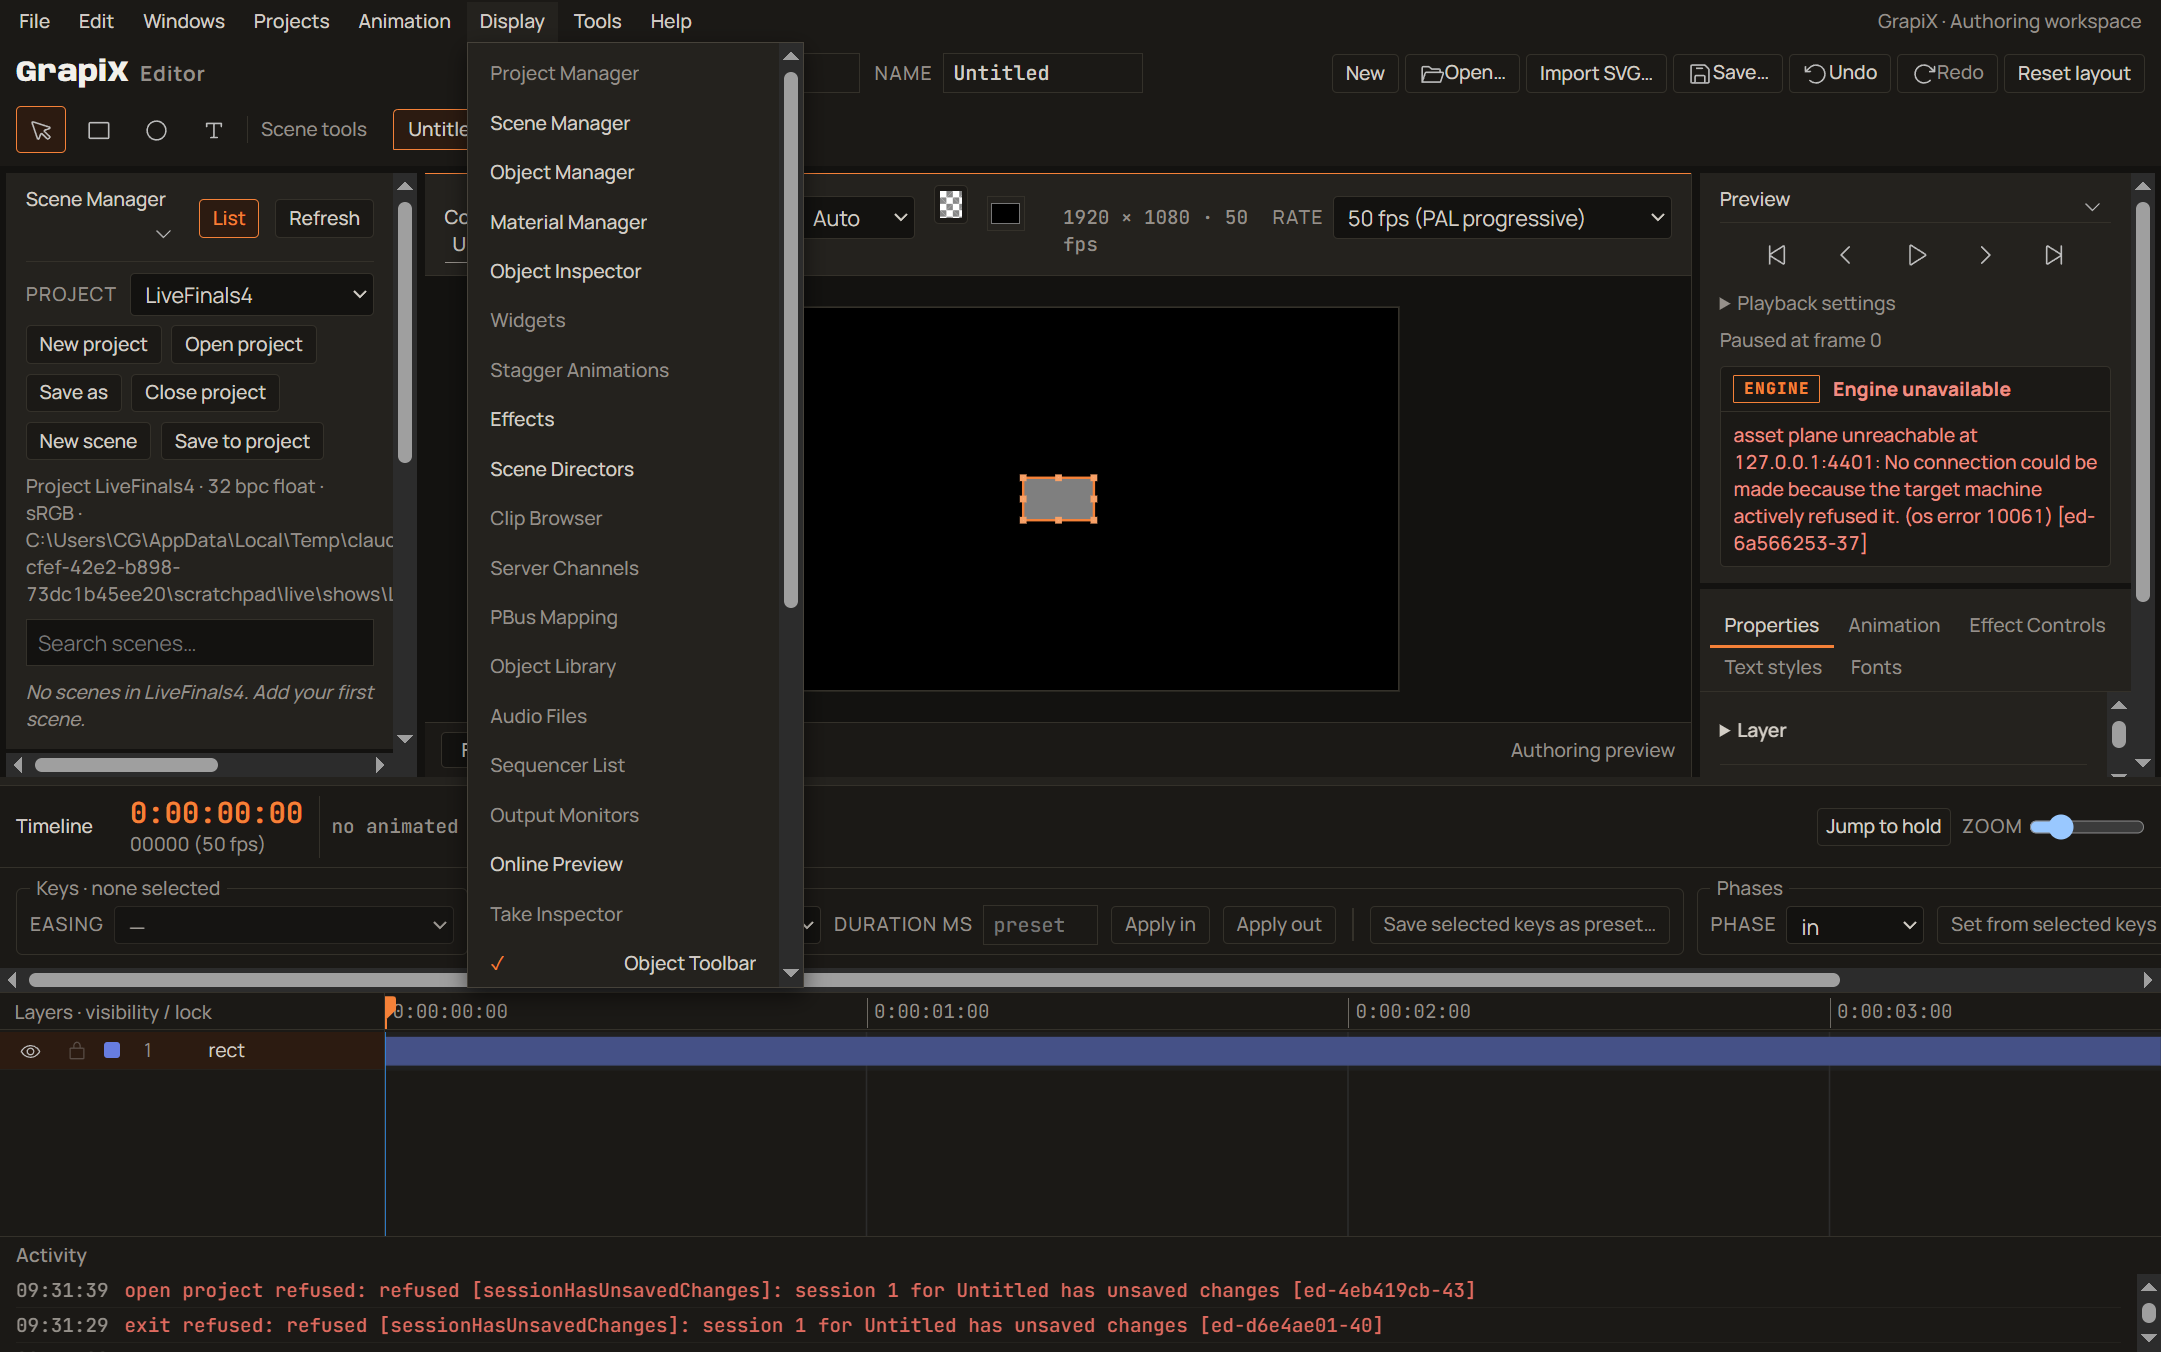 File Edit Windows Projects Animation Display Tools Help GrapiX · Authoring workspace
GrapiX Editor
NAME Untitled New Open... Import SVG... Save... Undo Redo Reset layout
T Scene tools
Project Manager
Scene Manager
Object Manager
Material Manager
Object Inspector
Widgets
Stagger Animations
Effects
Scene Directors
Clip Browser
Server Channels
PBus Mapping
Object Library
Audio Files
Sequencer List
Output Monitors
Online Preview
Take Inspector
✓ Object Toolbar
Scene Manager List Refresh
PROJECT LiveFinals4
New project Open project
Save as Close project
New scene Save to project
Project LiveFinals4 · 32 bpc float ·
sRGB ·
C:\Users\CG\AppData\Local\Temp\clauc
cfef-42e2-b898-
73dc1b45ee20\scratchpad\live\shows\L
Search scenes...
No scenes in LiveFinals4. Add your first
scene.
Auto 1920 × 1080 · 50 RATE 50 fps (PAL progressive)
fps
Authoring preview
Preview
Playback settings
Paused at frame 0
ENGINE Engine unavailable
asset plane unreachable at
127.0.0.1:4401: No connection could be
made because the target machine
actively refused it. (os error 10061) [ed-
6a566253-37]
Properties Animation Effect Controls
Text styles Fonts
Layer
Timeline 0:00:00:00 no animated Jump to hold ZOOM
00000 (50 fps)
Keys · none selected Phases
EASING — DURATION MS preset Apply in Apply out Save selected keys as preset... PHASE in Set from selected keys
Layers · visibility / lock 0:00:00:00 0:00:01:00 0:00:02:00 0:00:03:00
1 rect
Activity
09:31:39 open project refused: refused [sessionHasUnsavedChanges]: session 1 for Untitled has unsaved changes [ed-4eb419cb-43]
09:31:29 exit refused: refused [sessionHasUnsavedChanges]: session 1 for Untitled has unsaved changes [ed-d6e4ae01-40]